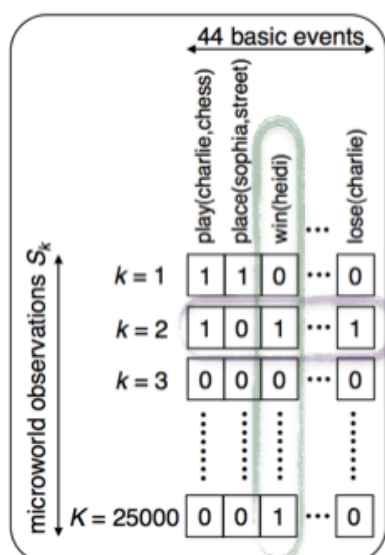 44 basic events
play(charlie,chess)
place(sophia,street)
win(heidi)
...
lose(charlie)
microworld observations Sₖ
k = 1 1 1 0 ... 0
k = 2 1 0 1 ... 1
k = 3 0 0 0 ... 0
K = 25000 0 0 1 ... 0